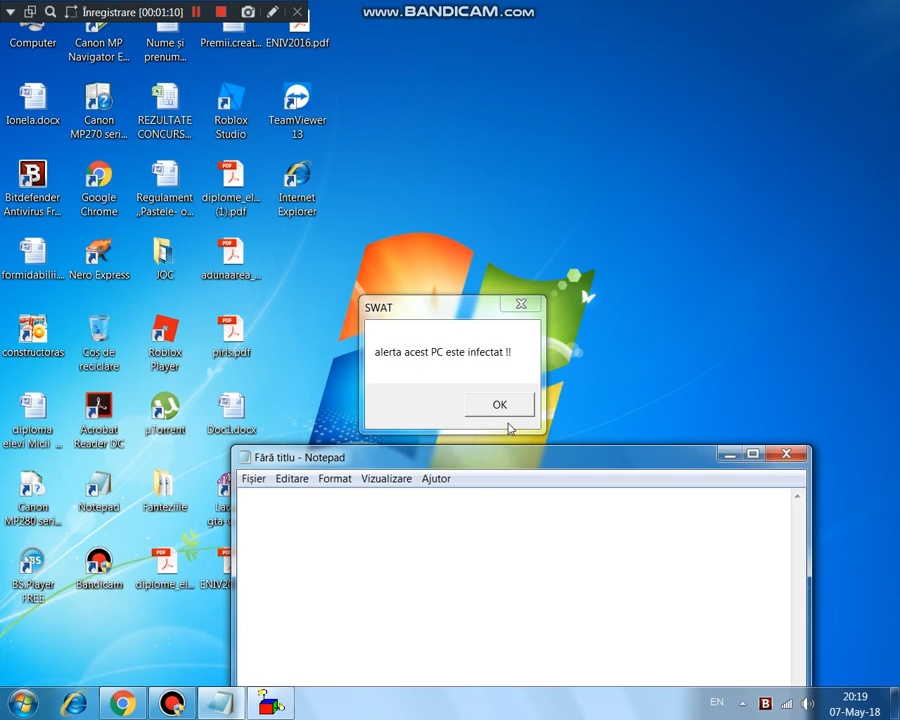 Înregistrare [00:01:10]
www.BANDICAM.com
Computer
Canon MP
Navigator E...
Nume și
prenum...
Premii.creat...
ENIV2016.pdf
Ionela.docx
Canon
MP270 seri...
REZULTATE
CONCURS...
Roblox
Studio
TeamViewer
13
Bitdefender
Antivirus Fr...
Google
Chrome
Regulament
„Pastele- o...
diplome_el...
(1).pdf
Internet
Explorer
formidabilii....
Nero Express
JOC
adunaarea_...
constructoras
Coș de
reciclare
Roblox
Player
pirls.pdf
diploma
elevi Micii ...
Acrobat
Reader DC
µTorrent
Doc1.docx
Canon
MP280 seri...
Notepad
Fanteziile
Lau
gta-v
BS.Player
FREE
Bandicam
diplome_el...
ENIV20
SWAT
alerta acest PC este infectat !!
OK
Fără titlu - Notepad
Fișier Editare Format Vizualizare Ajutor
EN
20:19
07-May-18